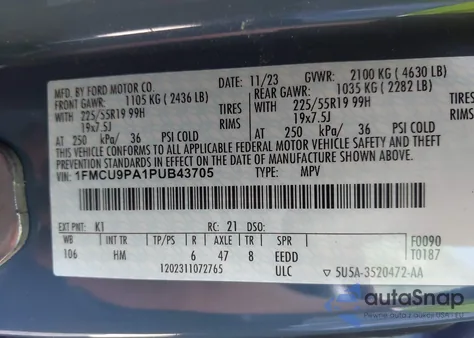 MFD. BY FORD MOTOR CO.
11/23 GVWR: 2100 KG (4630 LB)
FRONT GAWR: 1105 KG (2436 LB) REAR GAWR: 1035 KG (2282 LB)
WITH 225/55R19 99H TIRES WITH 225/55R19 99H TIRES
19x7.5J RIMS 19x7.5J RIMS
AT 250 kPa/ 36 PSI COLD AT 250 kPa/ 36 PSI COLD
THIS VEHICLE CONFORMS TO ALL APPLICABLE FEDERAL MOTOR VEHICLE SAFETY AND THEFT
PREVENTION STANDARDS IN EFFECT ON THE DATE OF MANUFACTURE SHOWN ABOVE.
VIN: 1FMCU9PA1PUB43705 TYPE: MPV
EXT PNT: K1 RC: 21 DSO:
WB INT TR TP/PS R AXLE TR SPR F0090
106 HM 6 47 8 EEDD T0187
1202311072765 ULC ▽ 5U5A-3520472-AA
autoSnap